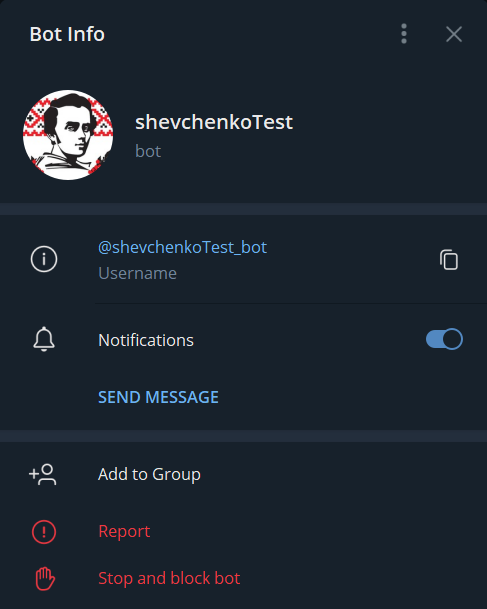 Bot Info
shevchenkoTest
bot
@shevchenkoTest_bot
Username
Notifications
SEND MESSAGE
Add to Group
Report
Stop and block bot